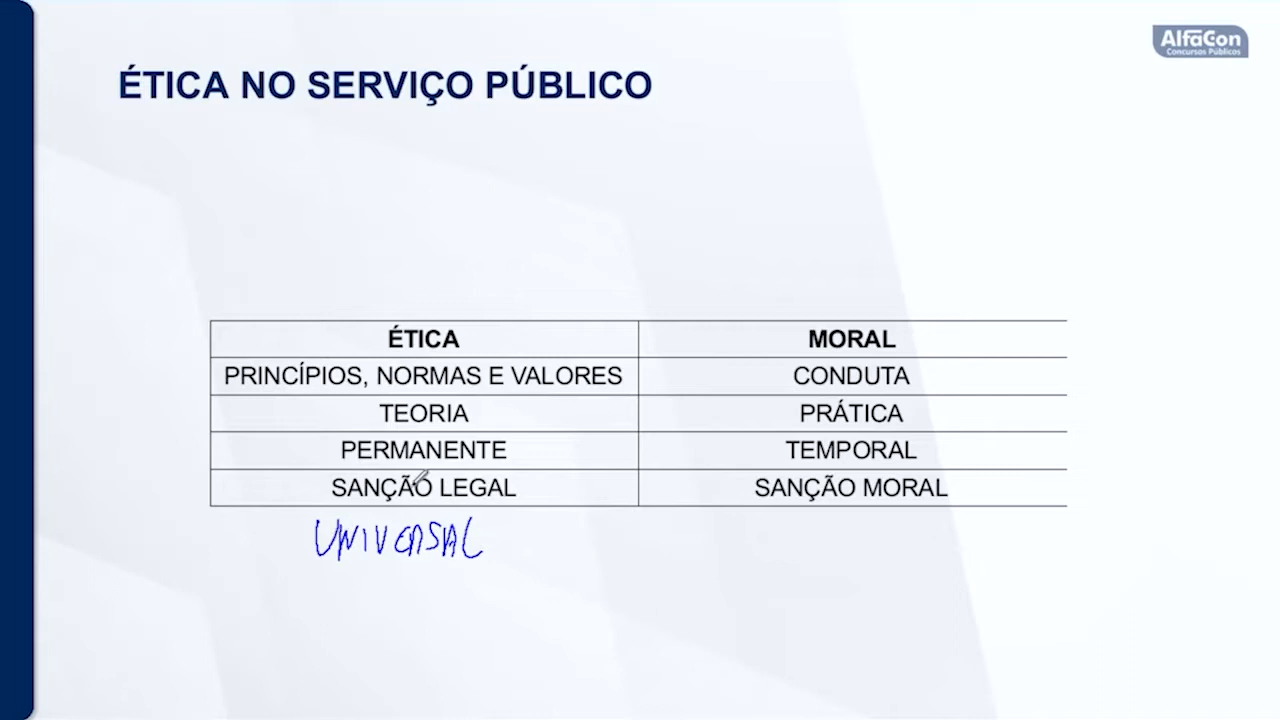 AlfaCon
Concursos Públicos
ÉTICA NO SERVIÇO PÚBLICO
ÉTICA MORAL
PRINCÍPIOS, NORMAS E VALORES CONDUTA
TEORIA PRÁTICA
PERMANENTE TEMPORAL
SANÇÃO LEGAL SANÇÃO MORAL
UNIVERSAL